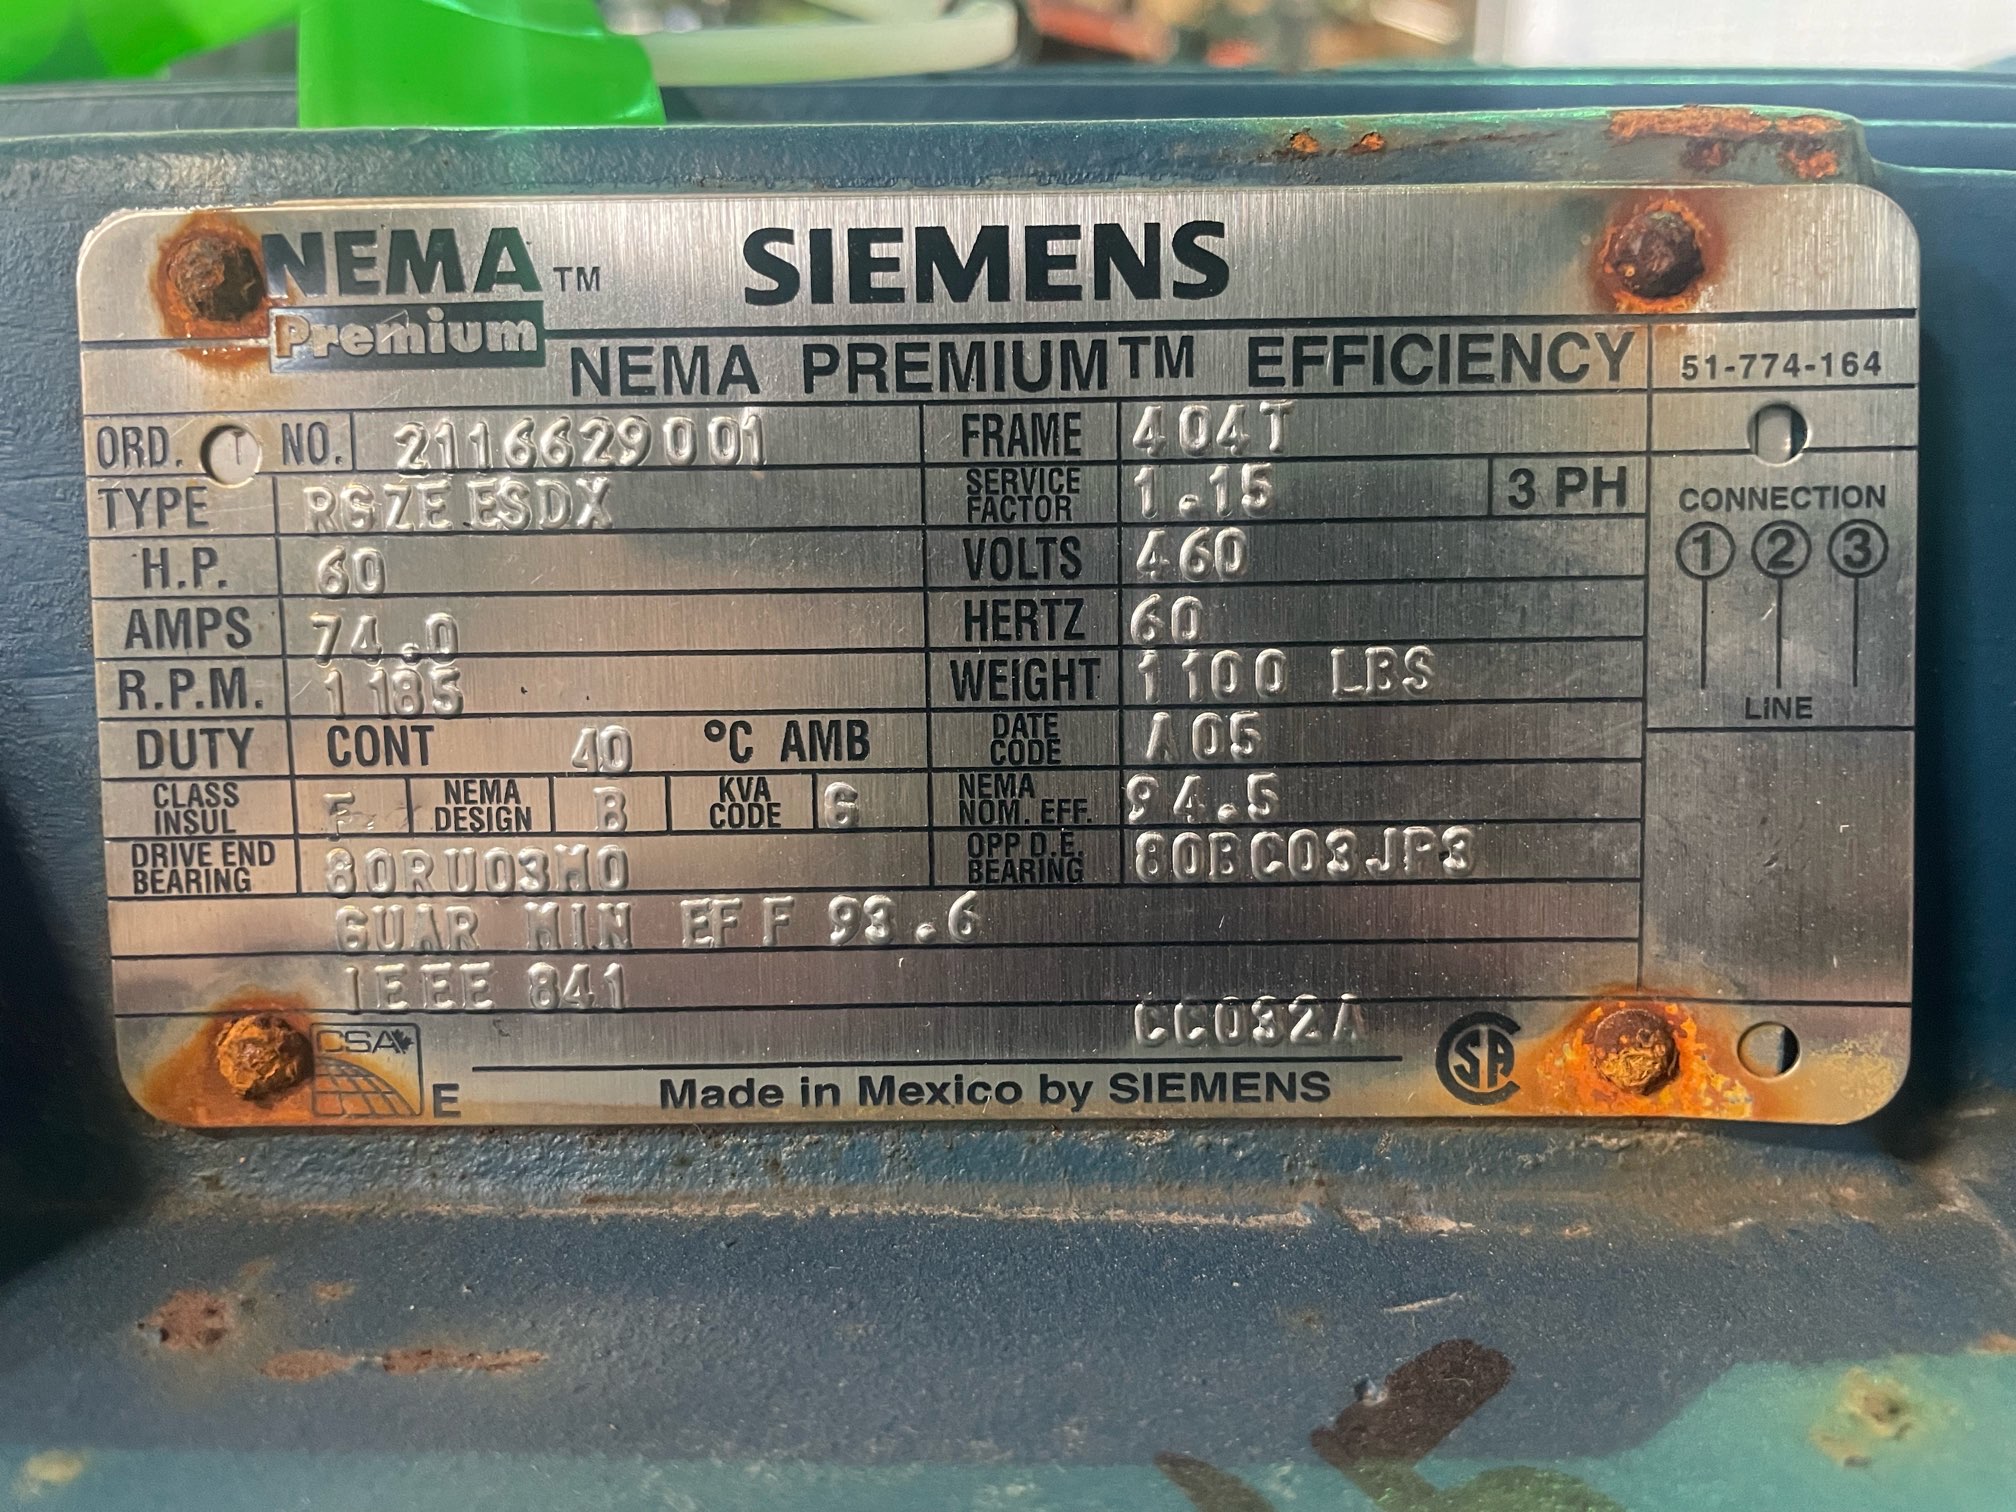 NEMA™ SIEMENS
Premium
NEMA PREMIUM™ EFFICIENCY 51-774-164
ORD. NO. 2116629001 FRAME 404T
TYPE RGZEESDX SERVICE FACTOR 1.15 3 PH
CONNECTION
1 2 3
LINE
H.P. 60 VOLTS 460
AMPS 74.0 HERTZ 60
R.P.M. 1185 WEIGHT 1100 LBS
DUTY CONT 40 °C AMB DATE CODE A05
CLASS INSUL F NEMA DESIGN B KVA CODE G NEMA NOM. EFF. 94.5
DRIVE END BEARING 80RU03M0 OPP D.E. BEARING 80BC03JP3
GUAR MIN EFF 93.6
IEEE 841
CC032A
CSA E
Made in Mexico by SIEMENS
CSA